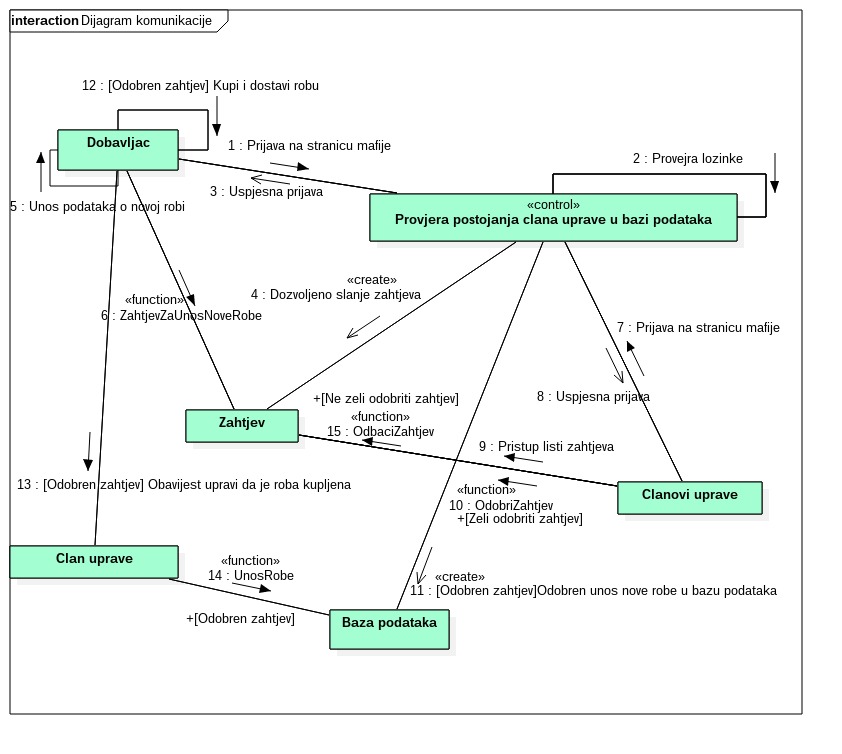 interaction Dijagram komunikacije
12 : [Odobren zahtjev] Kupi i dostavi robu
Dobavljac
1 : Prijava na stranicu mafije
2 : Provejra lozinke
3 : Uspjesna prijava
5 : Unos podataka o novoj robi
«control»
Provjera postojanja clana uprave u bazi podataka
«create»
4 : Dozvoljeno slanje zahtjeva
«function»
6 : ZahtjevZaUnosNoveRobe
7 : Prijava na stranicu mafije
8 : Uspjesna prijava
+[Ne zeli odobriti zahtjev]
«function»
15 : OdbaciZahtjev
Zahtjev
9 : Pristup listi zahtjeva
13 : [Odobren zahtjev] Obavijest upravi da je roba kupljena
«function»
10 : OdobriZahtjev
+[Zeli odobriti zahtjev]
Clanovi uprave
Clan uprave
«function»
14 : UnosRobe
+[Odobren zahtjev]
«create»
11 : [Odobren zahtjev]Odobren unos nove robe u bazu podataka
Baza podataka